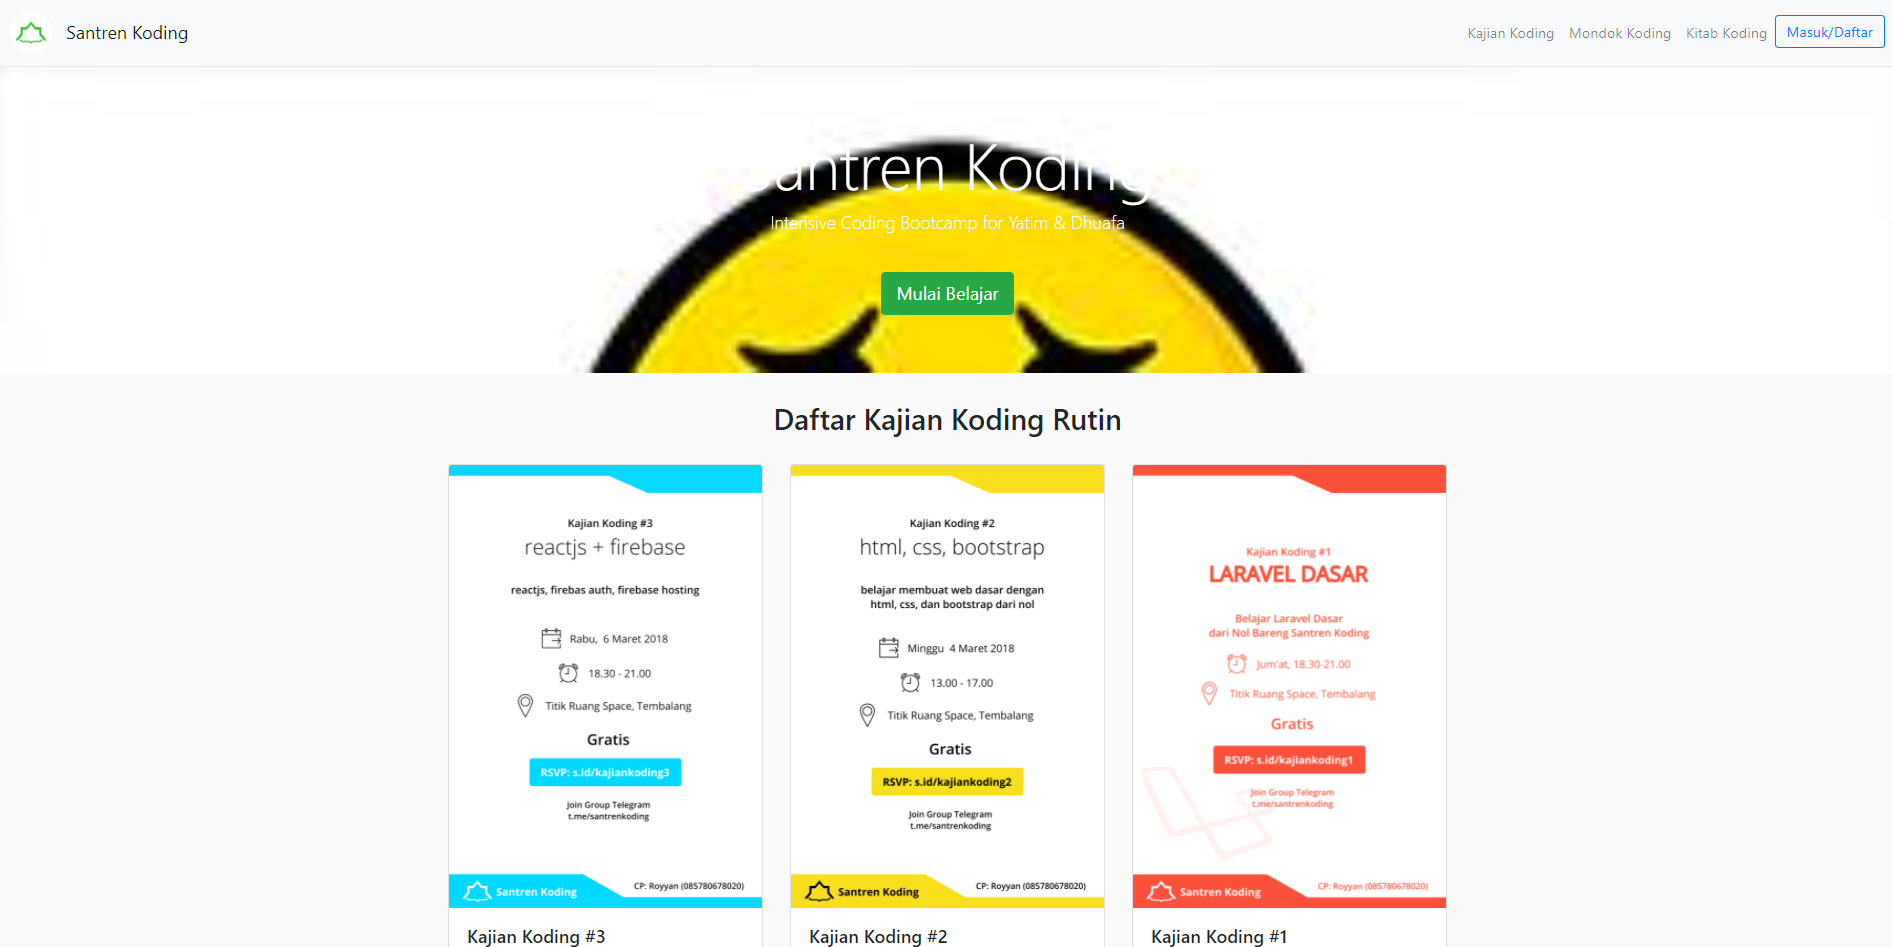 Santren Koding
Kajian Koding
Mondok Koding
Kitab Koding
Masuk/Daftar
Santren Koding
Intensive Coding Bootcamp for Yatim & Dhuafa
Mulai Belajar
Daftar Kajian Koding Rutin
Kajian Koding #3
reactjs + firebase
reactjs, firebas auth, firebase hosting
Rabu, 6 Maret 2018
18.30 - 21.00
Titik Ruang Space, Tembalang
Gratis
RSVP: s.id/kajiankoding3
Join Group Telegram
t.me/santrenkoding
Santren Koding
CP: Royyan (085780678020)
Kajian Koding #3
Kajian Koding #2
html, css, bootstrap
belajar membuat web dasar dengan
html, css, dan bootstrap dari nol
Minggu 4 Maret 2018
13.00 - 17.00
Titik Ruang Space, Tembalang
Gratis
RSVP: s.id/kajiankoding2
Join Group Telegram
t.me/santrenkoding
Santren Koding
CP: Royyan (085780678020)
Kajian Koding #2
Kajian Koding #1
LARAVEL DASAR
Belajar Laravel Dasar
dari Nol Bareng Santren Koding
Jum'at, 18.30-21.00
Titik Ruang Space, Tembalang
Gratis
RSVP: s.id/kajiankoding1
Join Group Telegram
t.me/santrenkoding
Santren Koding
CP: Royyan (085780678020)
Kajian Koding #1